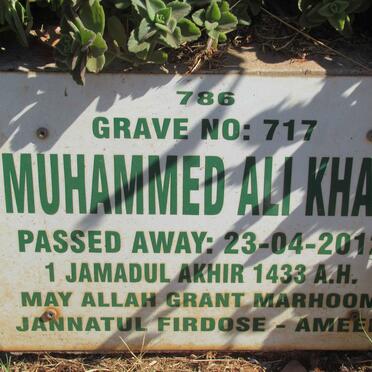 786
GRAVE NO: 717
MUHAMMED ALI KHA
PASSED AWAY: 23-04-201
1 JAMADUL AKHIR 1433 A.H.
MAY ALLAH GRANT MARHOOM
JANNATUL FIRDOSE - AMEE